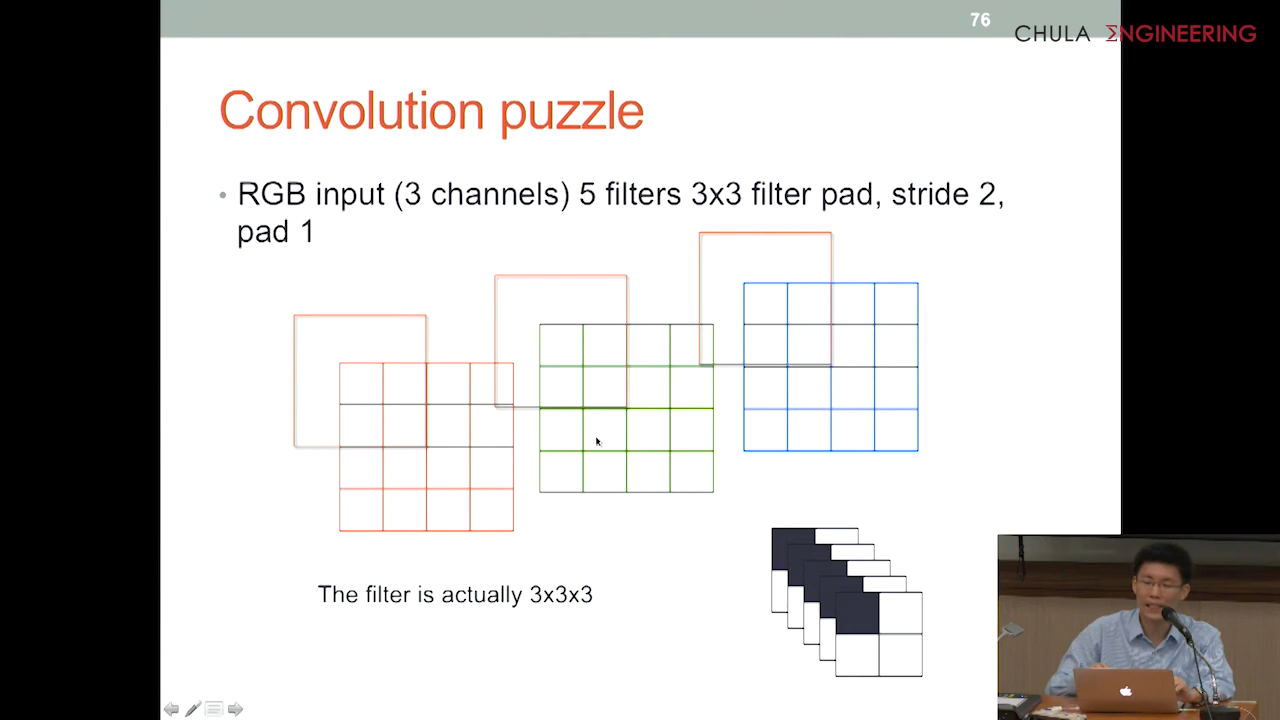 76
CHULA ΣNGINEERING
Convolution puzzle
• RGB input (3 channels) 5 filters 3x3 filter pad, stride 2,
pad 1
The filter is actually 3x3x3